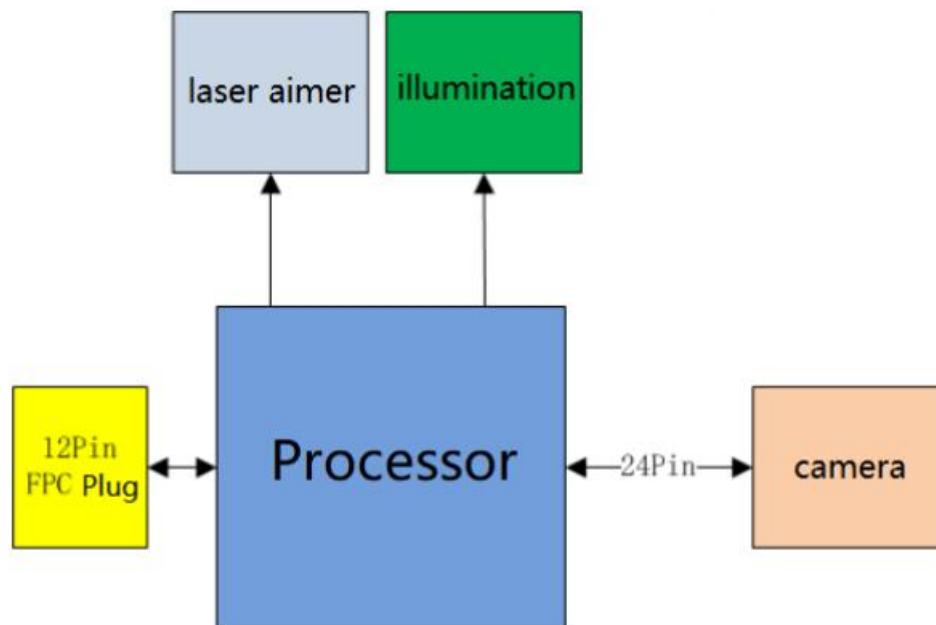 laser aimer
illumination
12Pin
FPC Plug
Processor
24Pin
camera